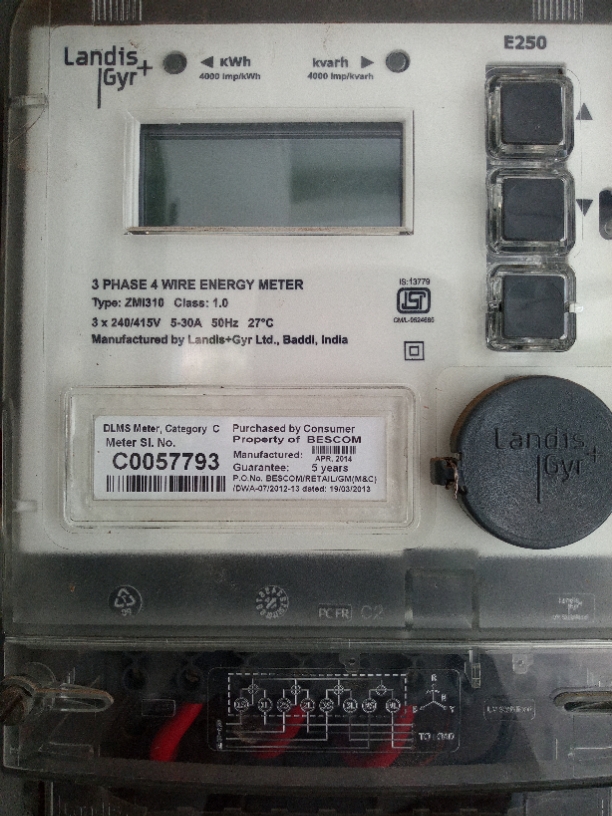 Landis
Gyr+
kWh
4000 imp/kWh
kvarh
4000 imp/kvarh
E250
3 PHASE 4 WIRE ENERGY METER
Type: ZMI310 Class: 1.0
3 x 240/415V 5-30A 50Hz 27°C
Manufactured by Landis+Gyr Ltd., Baddi, India
IS:13779
DLMS Meter, Category C
Meter Sl. No.
C0057793
Purchased by Consumer
Property of BESCOM
Manufactured:
APR. 2014
Guarantee: 5 years
P.O.No. BESCOM/RETAIL/GM(M&C)
/DWA-07/2012-13 dated: 19/03/2013
Landis
Gyr+
PC FR C2